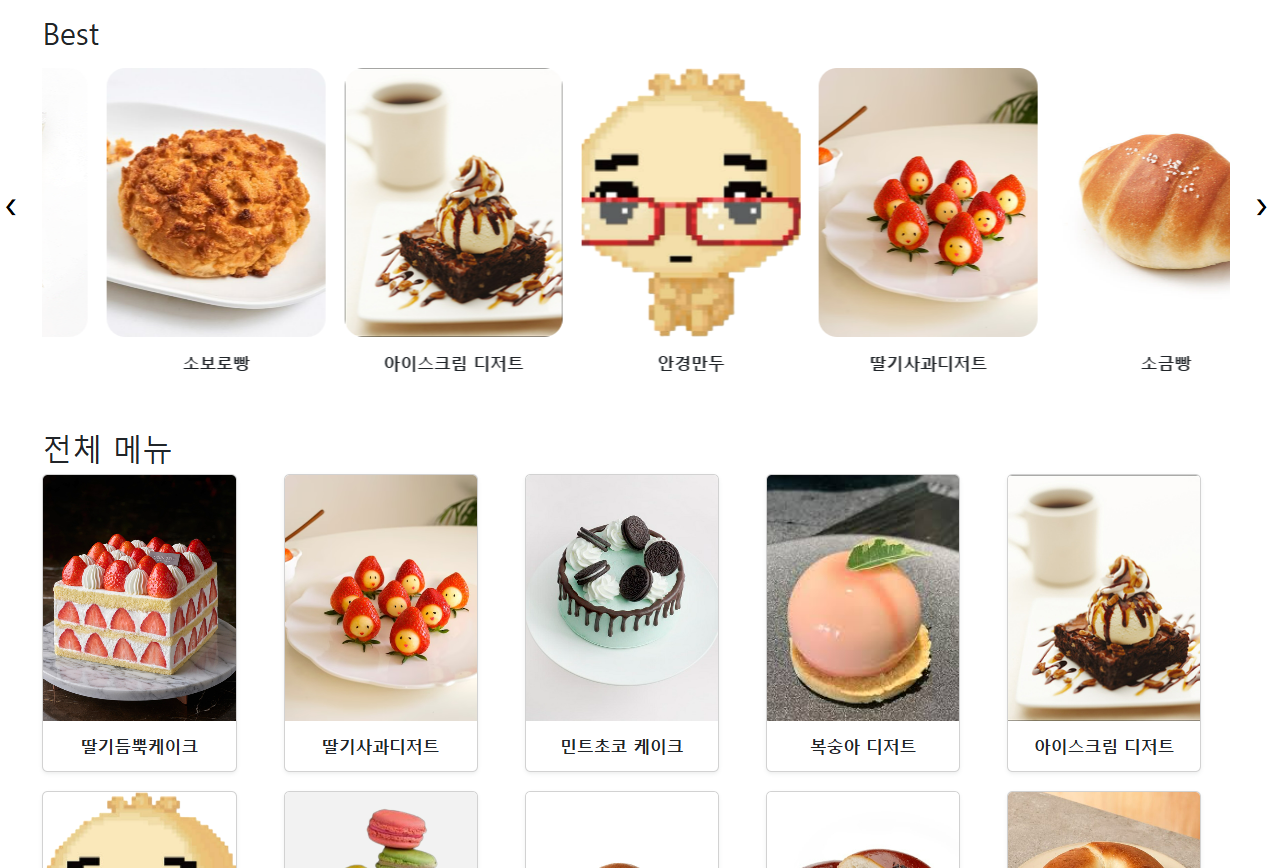 Best
‹
›
소보로빵
아이스크림 디저트
안경만두
딸기사과디저트
소금빵
전체 메뉴
딸기듬뿍케이크
딸기사과디저트
민트초코 케이크
복숭아 디저트
아이스크림 디저트